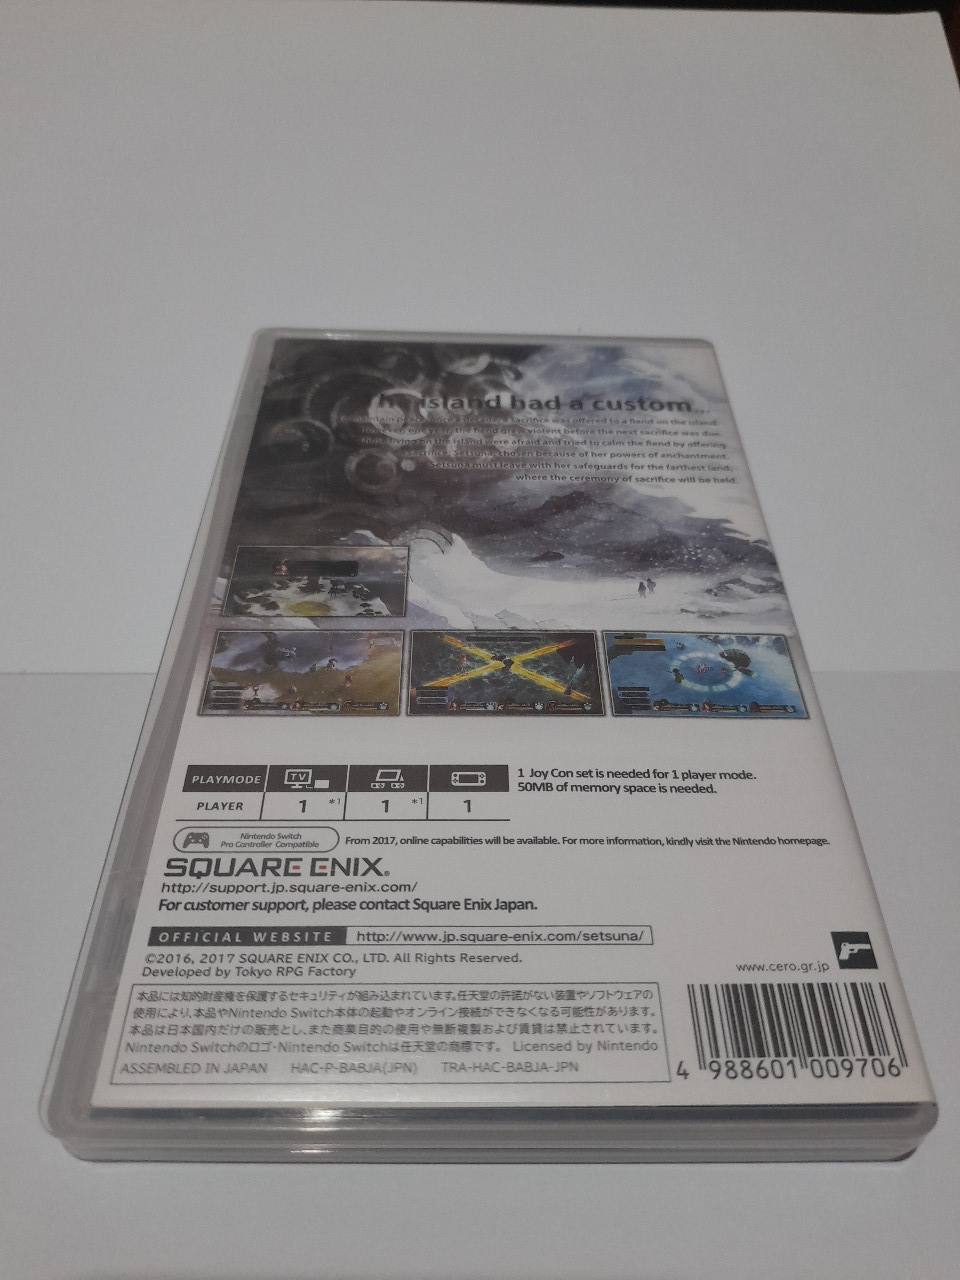 he island had a custom...
sacrifice was offered to a fiend on the island.
the fiend grew violent before the next sacrifice was due.
living on the island were afraid and tried to calm the fiend by offering
sacrifice, Setsuna, chosen because of her powers of enchantment.
Setsuna must leave with her safeguards for the farthest land,
where the ceremony of sacrifice will be held.
PLAYMODE TV
PLAYER 1 *1 1 *1 1
1 Joy Con set is needed for 1 player mode.
50MB of memory space is needed.
Nintendo Switch
Pro Controller Compatible
From 2017, online capabilities will be available. For more information, kindly visit the Nintendo homepage.
SQUARE ENIX®
http://support.jp.square-enix.com/
For customer support, please contact Square Enix Japan.
OFFICIAL WEBSITE http://www.jp.square-enix.com/setsuna/
©2016, 2017 SQUARE ENIX CO., LTD. All Rights Reserved.
Developed by Tokyo RPG Factory
www.cero.gr.jp
本品には知的財産権を保護するセキュリティが組み込まれています。任天堂の許諾がない装置やソフトウェアの
使用により、本品やNintendo Switch本体の起動やオンライン接続ができなくなる可能性があります。
本品は日本国内だけの販売とし、また商業目的の使用や無断複製および賃貸は禁止されています。
Nintendo Switchのロゴ・Nintendo Switchは任天堂の商標です。 Licensed by Nintendo
ASSEMBLED IN JAPAN HAC-P-BABJA(JPN) TRA-HAC-BABJA-JPN
4 988601 009706